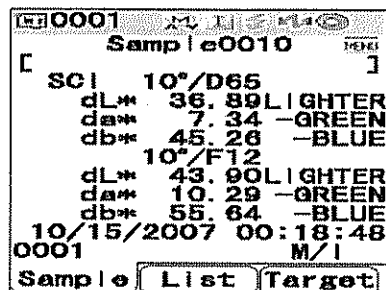 0001
Sample0010
MENU
[ ]
SCI 10°/D65
dL* 36.89LIGHTER
da* 7.34 -GREEN
db* 45.26 -BLUE
10°/F12
dL* 43.90LIGHTER
da* 10.29 -GREEN
db* 55.64 -BLUE
10/15/2007 00:18:48
0001 M/I
Sample List Target